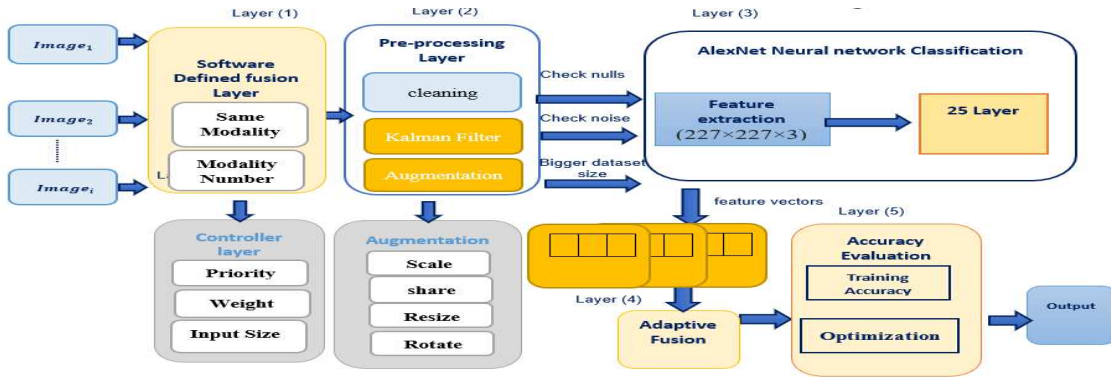 Layer (1)
Layer (2)
Layer (3)
Image₁
Image₂
Imageᵢ
Software
Defined fusion
Layer
Same
Modality
Modality
Number
Controller
layer
Priority
Weight
Input Size
Pre-processing
Layer
cleaning
Kalman Filter
Augmentation
Augmentation
Scale
share
Resize
Rotate
Check nulls
Check noise
Bigger dataset
size
AlexNet Neural network Classification
Feature
extraction
(227×227×3)
25 Layer
feature vectors
Layer (4)
Adaptive
Fusion
Layer (5)
Accuracy
Evaluation
Training
Accuracy
Optimization
Output